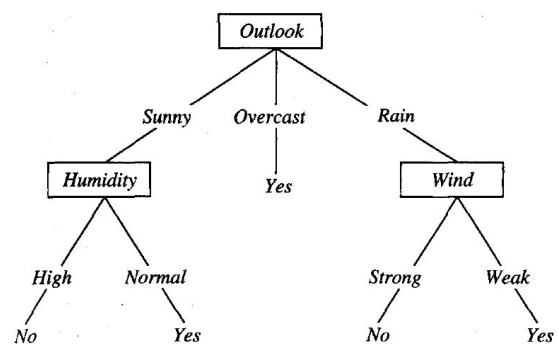 Outlook
Sunny Overcast Rain
Humidity Yes Wind
High Normal Strong Weak
No Yes No Yes